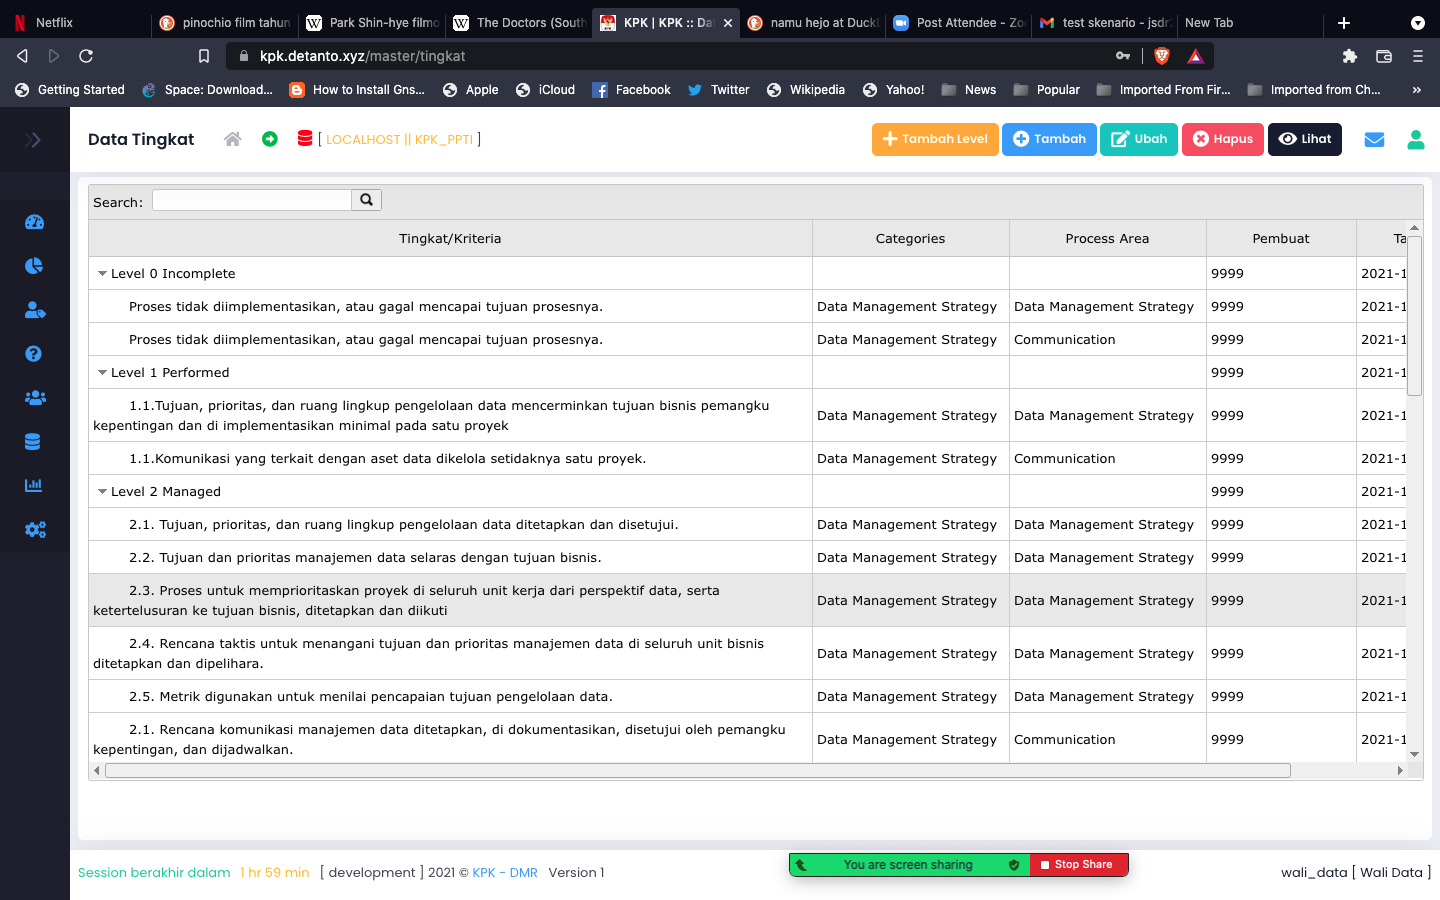 Netflix
pinochio film tahun
Park Shin-hye filmo
The Doctors (South
KPK | KPK :: Da
namu hejo at Duck
Post Attendee - Zo
test skenario - jsdr
New Tab
kpk.detanto.xyz/master/tingkat
Getting Started
Space: Download...
How to Install Gns...
Apple
iCloud
Facebook
Twitter
Wikipedia
Yahoo!
News
Popular
Imported From Fir...
Imported from Ch...
Data Tingkat
[ LOCALHOST || KPK_PPTI ]
Tambah Level
Tambah
Ubah
Hapus
Lihat
Search:
Tingkat/Kriteria Categories Process Area Pembuat Ta
Level 0 Incomplete 9999 2021-1
Proses tidak diimplementasikan, atau gagal mencapai tujuan prosesnya. Data Management Strategy Data Management Strategy 9999 2021-1
Proses tidak diimplementasikan, atau gagal mencapai tujuan prosesnya. Data Management Strategy Communication 9999 2021-1
Level 1 Performed 9999 2021-1
1.1.Tujuan, prioritas, dan ruang lingkup pengelolaan data mencerminkan tujuan bisnis pemangku
kepentingan dan di implementasikan minimal pada satu proyek
Data Management Strategy Data Management Strategy 9999 2021-1
1.1.Komunikasi yang terkait dengan aset data dikelola setidaknya satu proyek. Data Management Strategy Communication 9999 2021-1
Level 2 Managed 9999 2021-1
2.1. Tujuan, prioritas, dan ruang lingkup pengelolaan data ditetapkan dan disetujui. Data Management Strategy Data Management Strategy 9999 2021-1
2.2. Tujuan dan prioritas manajemen data selaras dengan tujuan bisnis. Data Management Strategy Data Management Strategy 9999 2021-1
2.3. Proses untuk memprioritaskan proyek di seluruh unit kerja dari perspektif data, serta
ketertelusuran ke tujuan bisnis, ditetapkan dan diikuti
Data Management Strategy Data Management Strategy 9999 2021-1
2.4. Rencana taktis untuk menangani tujuan dan prioritas manajemen data di seluruh unit bisnis
ditetapkan dan dipelihara.
Data Management Strategy Data Management Strategy 9999 2021-1
2.5. Metrik digunakan untuk menilai pencapaian tujuan pengelolaan data. Data Management Strategy Data Management Strategy 9999 2021-1
2.1. Rencana komunikasi manajemen data ditetapkan, di dokumentasikan, disetujui oleh pemangku
kepentingan, dan dijadwalkan.
Data Management Strategy Communication 9999 2021-1
Session berakhir dalam 1 hr 59 min [ development ] 2021 © KPK - DMR Version 1
You are screen sharing
Stop Share
wali_data [ Wali Data ]